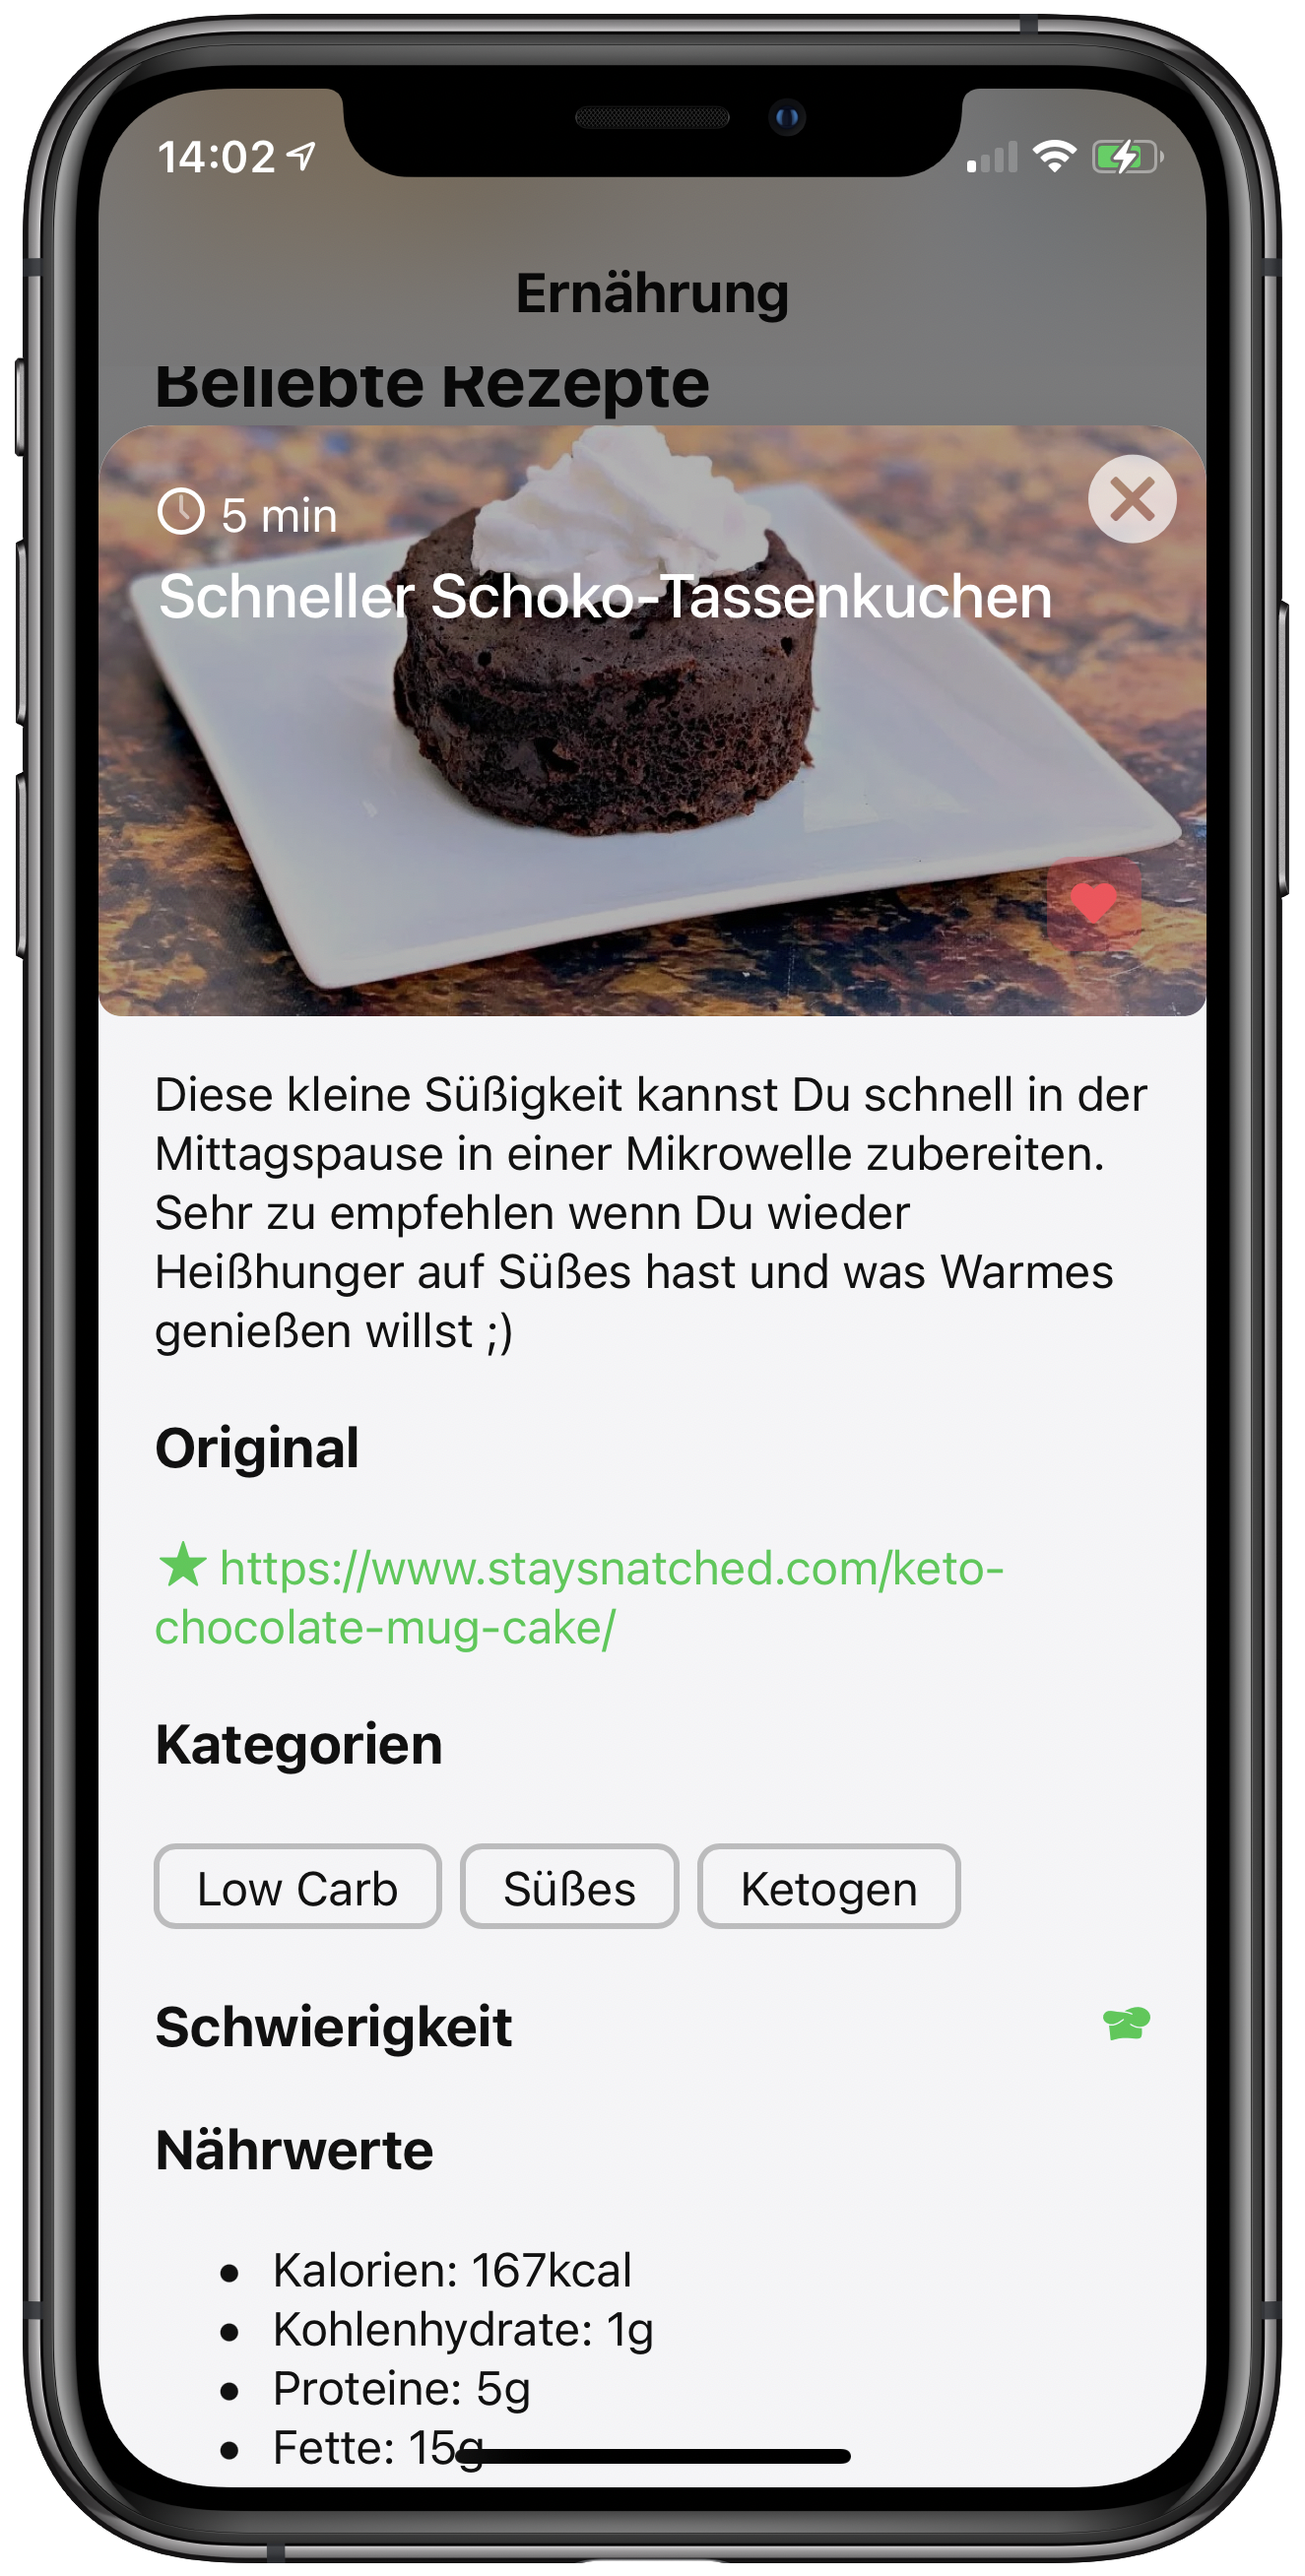 14:02
Ernährung
Beliebte Rezepte
5 min
Schneller Schoko-Tassenkuchen
Diese kleine Süßigkeit kannst Du schnell in der
Mittagspause in einer Mikrowelle zubereiten.
Sehr zu empfehlen wenn Du wieder
Heißhunger auf Süßes hast und was Warmes
genießen willst ;)
Original
https://www.staysnatched.com/keto-
chocolate-mug-cake/
Kategorien
Low Carb Süßes Ketogen
Schwierigkeit
Nährwerte
• Kalorien: 167kcal
• Kohlenhydrate: 1g
• Proteine: 5g
• Fette: 15g